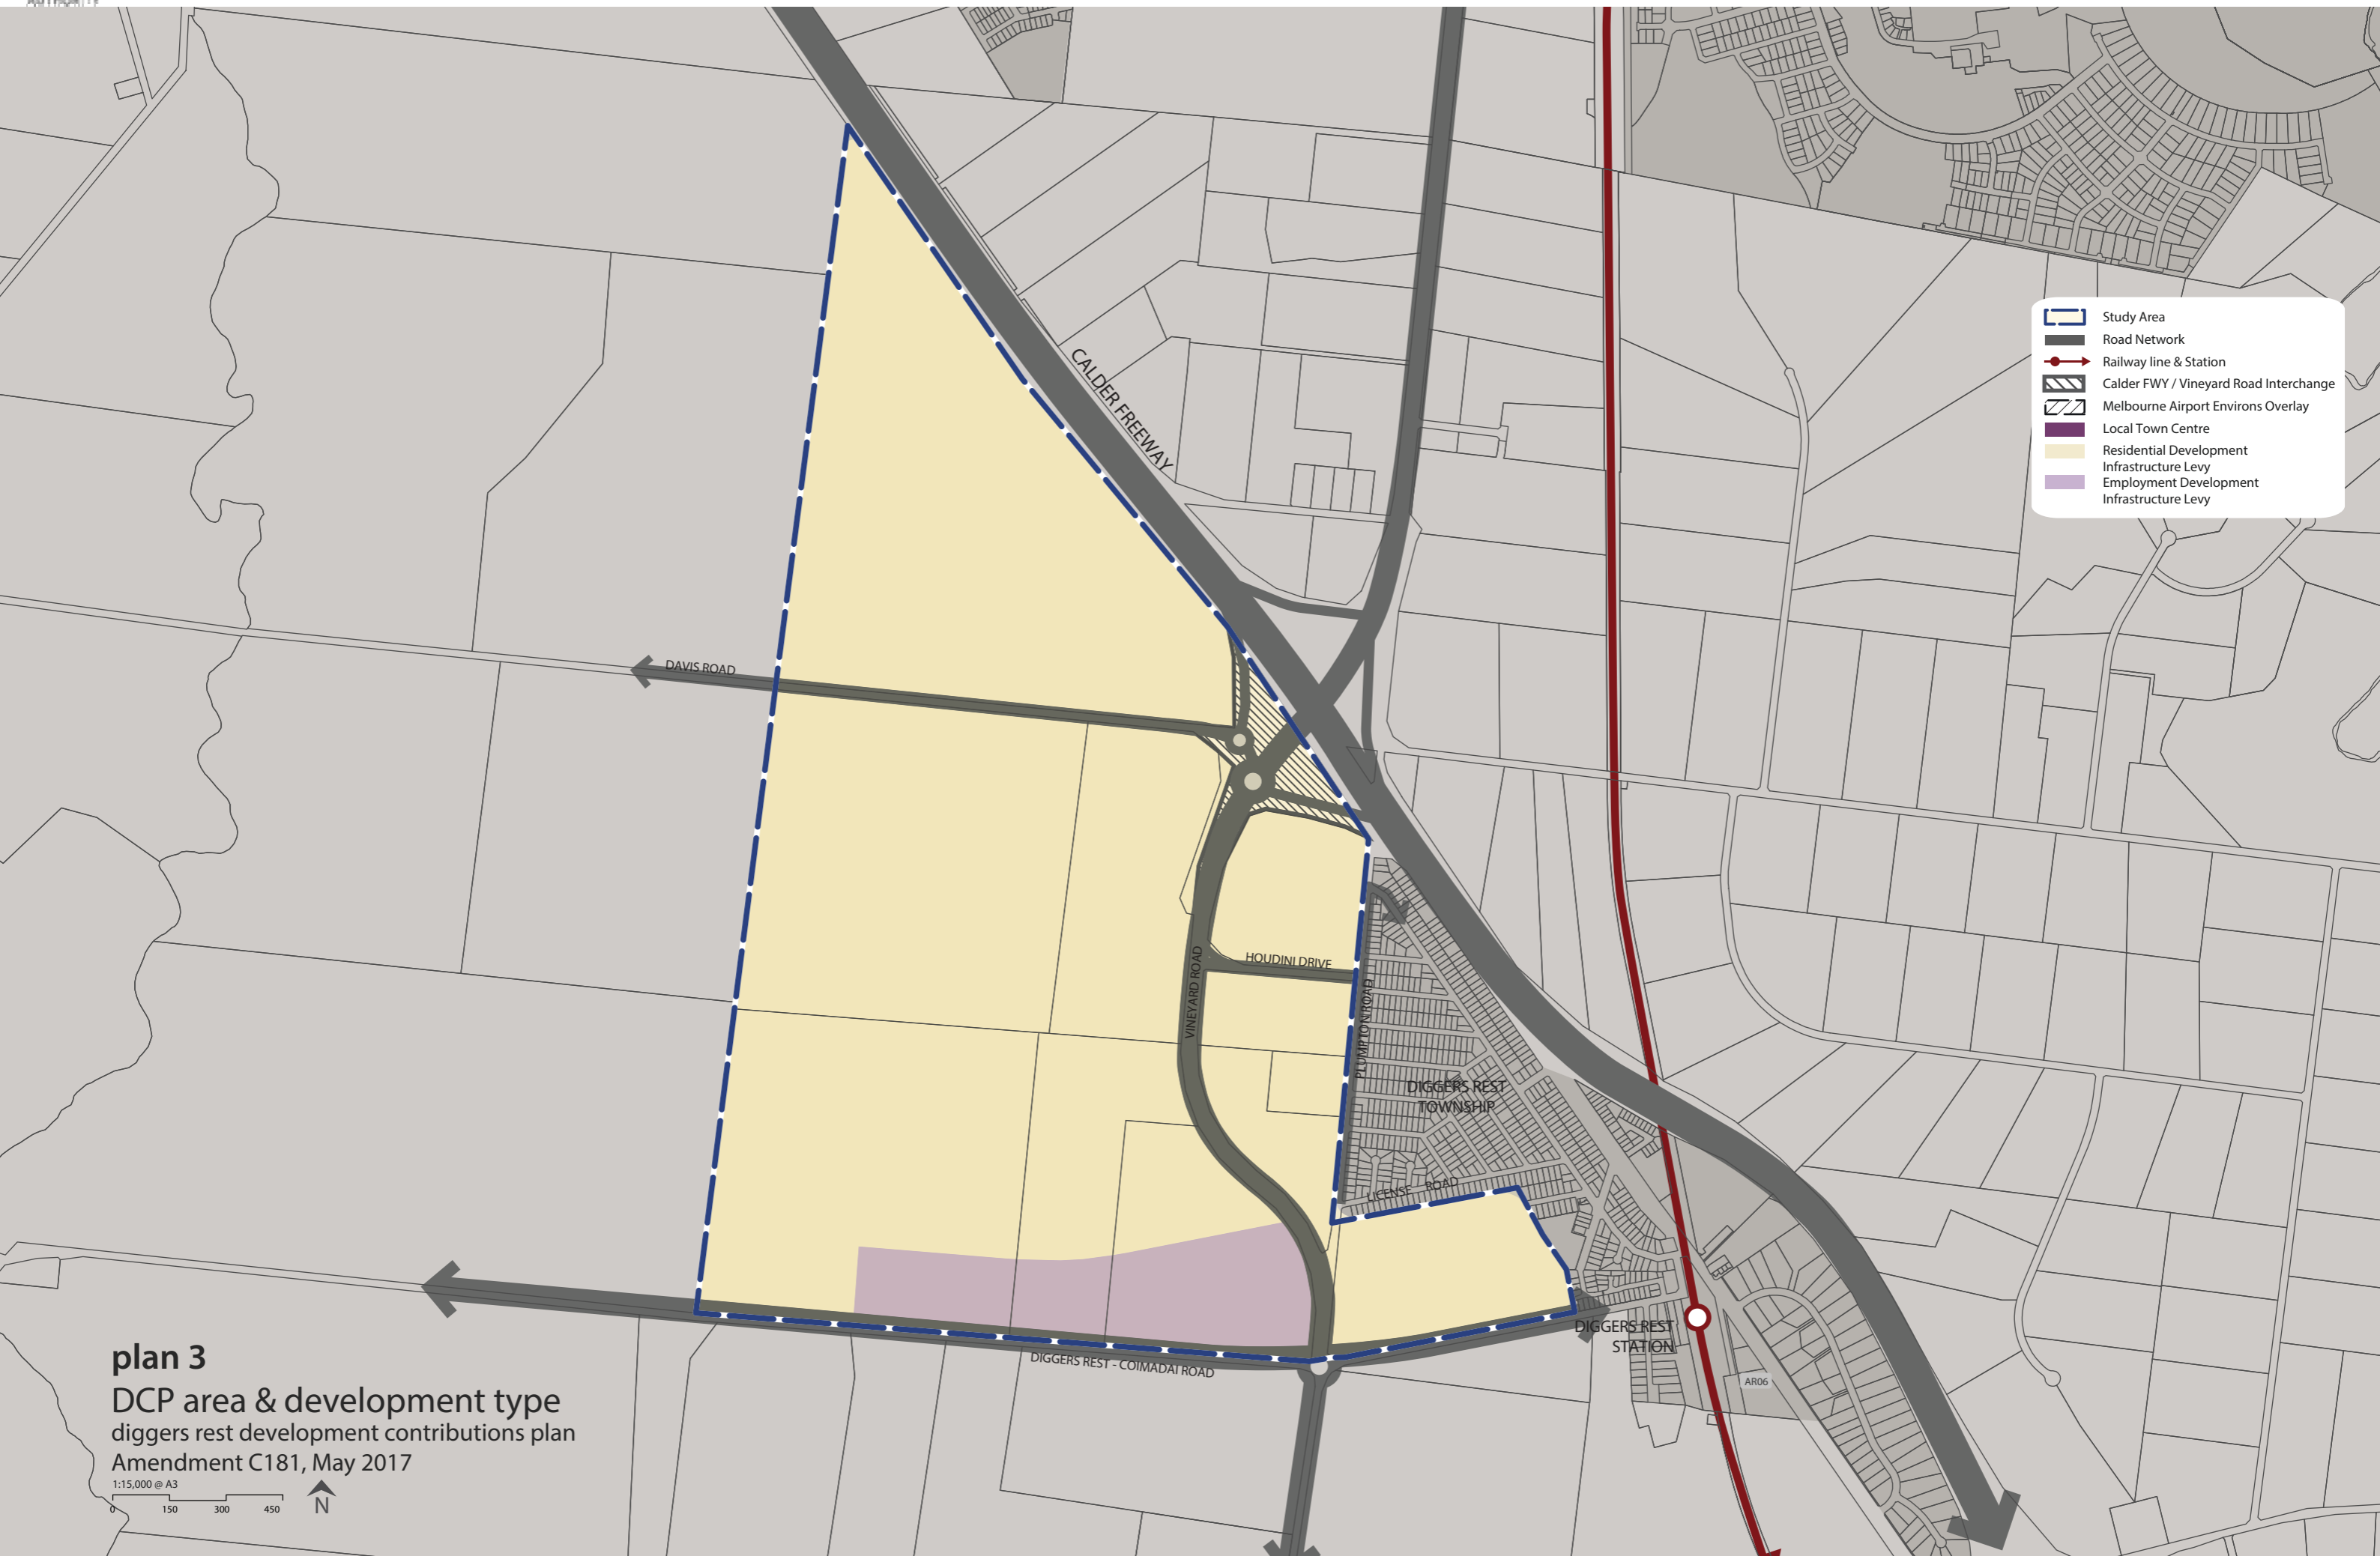 CALDER FREEWAY
Study Area
Road Network
Railway line & Station
Calder FWY / Vineyard Road Interchange
Melbourne Airport Environs Overlay
Local Town Centre
Residential Development
Infrastructure Levy
Employment Development
Infrastructure Levy
DAVIS ROAD
HOUDINI DRIVE
VINEYARD ROAD
PLUMPTON ROAD
DIGGERS REST
TOWNSHIP
LICENSE ROAD
DIGGERS REST
STATION
DIGGERS REST - COIMADAI ROAD
AR06
plan 3
DCP area & development type
diggers rest development contributions plan
Amendment C181, May 2017
1:15,000 @ A3
0 150 300 450
N